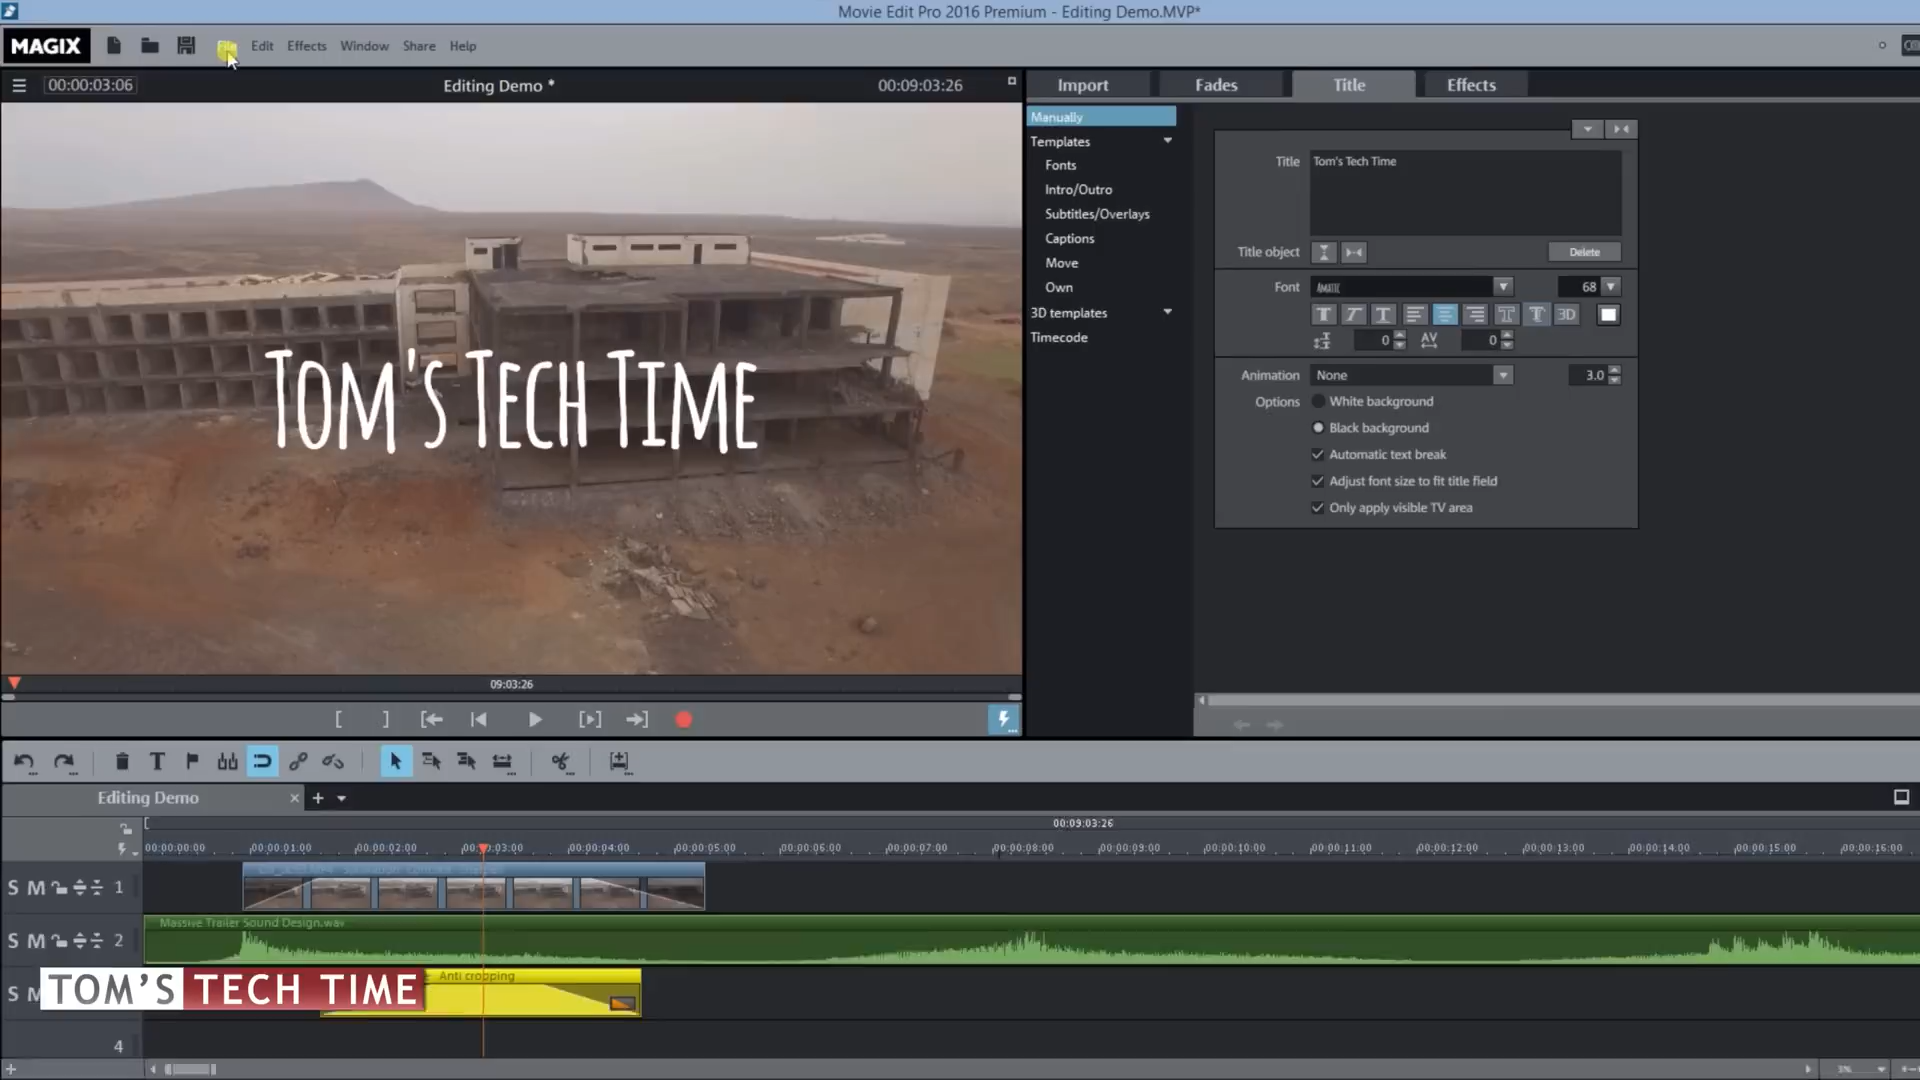 Movie Edit Pro 2016 Premium - Editing Demo.MVP*
MAGIX File Edit Effects Window Share Help
00:00:03:06 Editing Demo * 00:09:03:26
Import Fades Title Effects
Manually
Templates
Fonts
Intro/Outro
Subtitles/Overlays
Captions
Move
Own
3D templates
Timecode
Title Tom's Tech Time
Title object Delete
Font AMATIC 68
T T T T T 3D
0 AV 0
Animation None 3.0
Options White background
Black background
Automatic text break
Adjust font size to fit title field
Only apply visible TV area
TOM'S TECH TIME
09:03:26
Editing Demo
00:09:03:26
00:00:00:00 00:00:01:00 00:00:02:00 00:00:03:00 00:00:04:00 00:00:05:00 00:00:06:00 00:00:07:00 00:00:08:00 00:00:09:00 00:00:10:00 00:00:11:00 00:00:12:00 00:00:13:00 00:00:14:00 00:00:15:00 00:00:16:00
S M 1
Massive Trailer Sound Design.wav
S M 2
Anti cropping
S M
TOM'S TECH TIME
4
3%